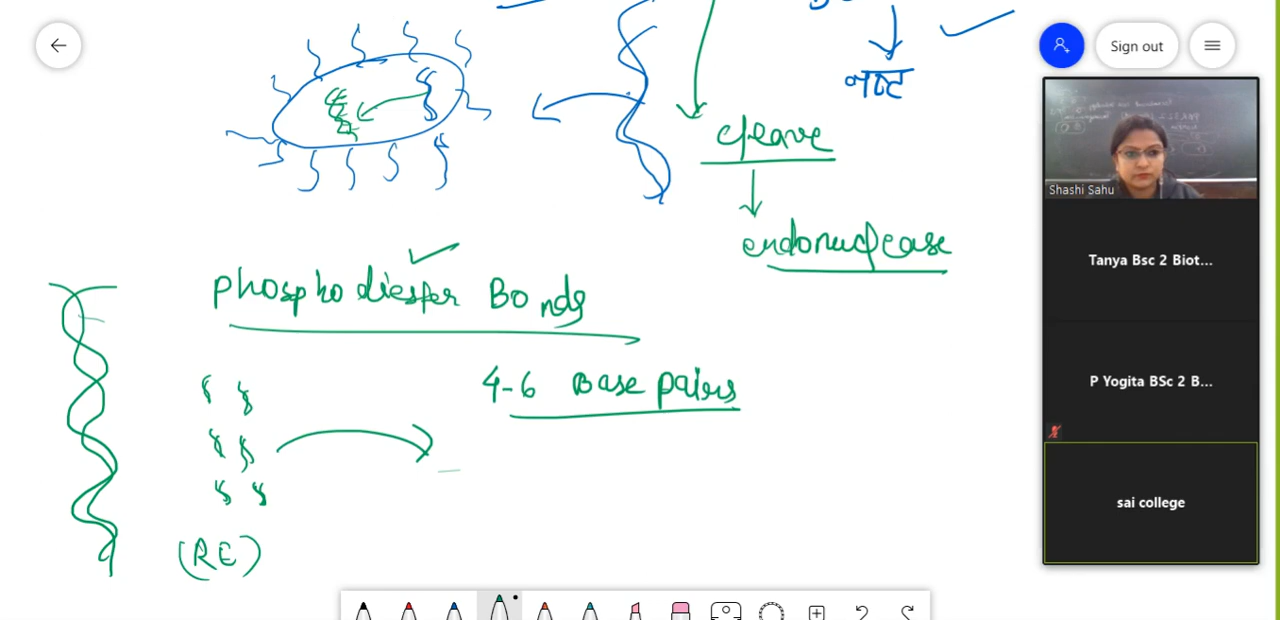 Sign out
नष्ट
cleave
Shashi Sahu
endonuclease
Tanya Bsc 2 Biot...
phosphodiester Bonds
4-6 Base pairs
P Yogita BSc 2 B...
sai college
(RE)